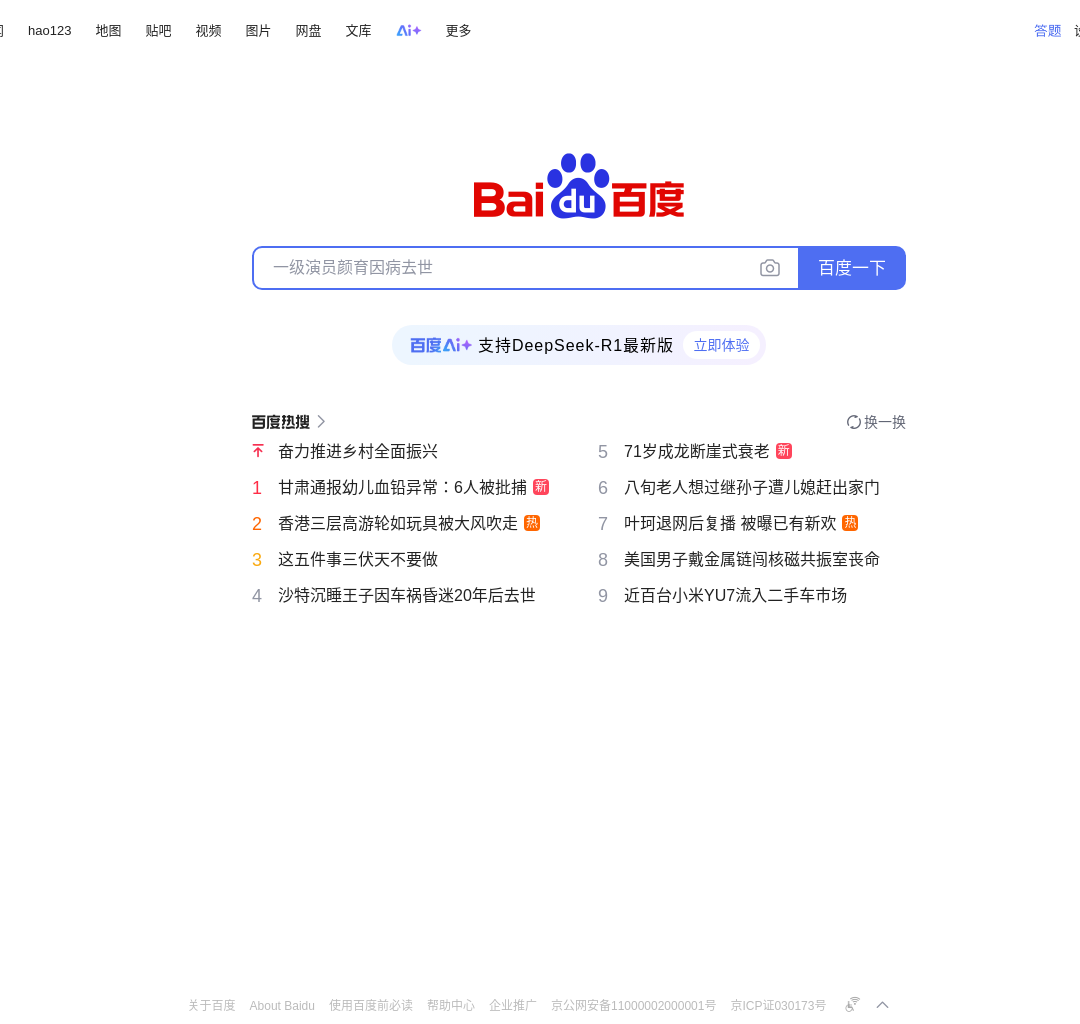 hao123 地图 贴吧 视频 图片 网盘 文库 Ai+ 更多 答题
Bai du 百度
一级演员颜育因病去世 百度一下
百度Ai+ 支持DeepSeek-R1最新版 立即体验
百度热搜 换一换
奋力推进乡村全面振兴
1 甘肃通报幼儿血铅异常：6人被批捕 新
2 香港三层高游轮如玩具被大风吹走 热
3 这五件事三伏天不要做
4 沙特沉睡王子因车祸昏迷20年后去世
5 71岁成龙断崖式衰老 新
6 八旬老人想过继孙子遭儿媳赶出家门
7 叶珂退网后复播 被曝已有新欢 热
8 美国男子戴金属链闯核磁共振室丧命
9 近百台小米YU7流入二手车市场
关于百度 About Baidu 使用百度前必读 帮助中心 企业推广 京公网安备11000002000001号 京ICP证030173号